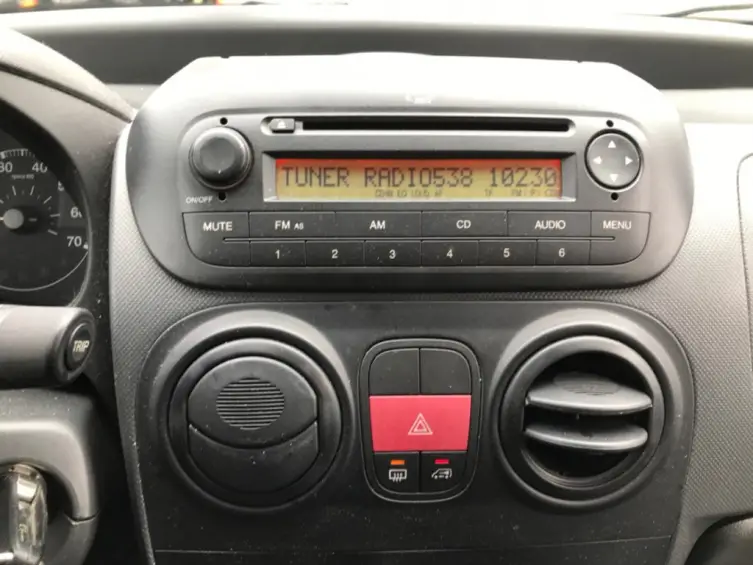 30 40
60
70
TRIP
TUNER RADIO538 10230
ON/OFF
MUTE FM AS AM CD AUDIO MENU
1 2 3 4 5 6